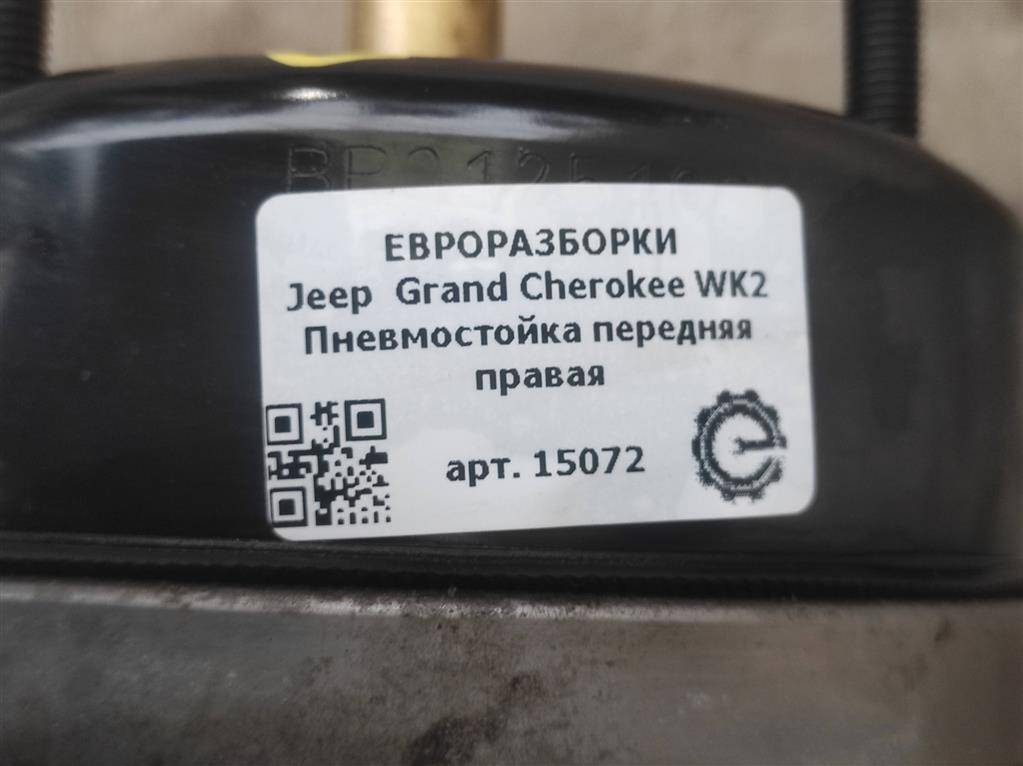 ЕВРОРАЗБОРКИ
Jeep Grand Cherokee WK2
Пневмостойка передняя
правая
арт. 15072